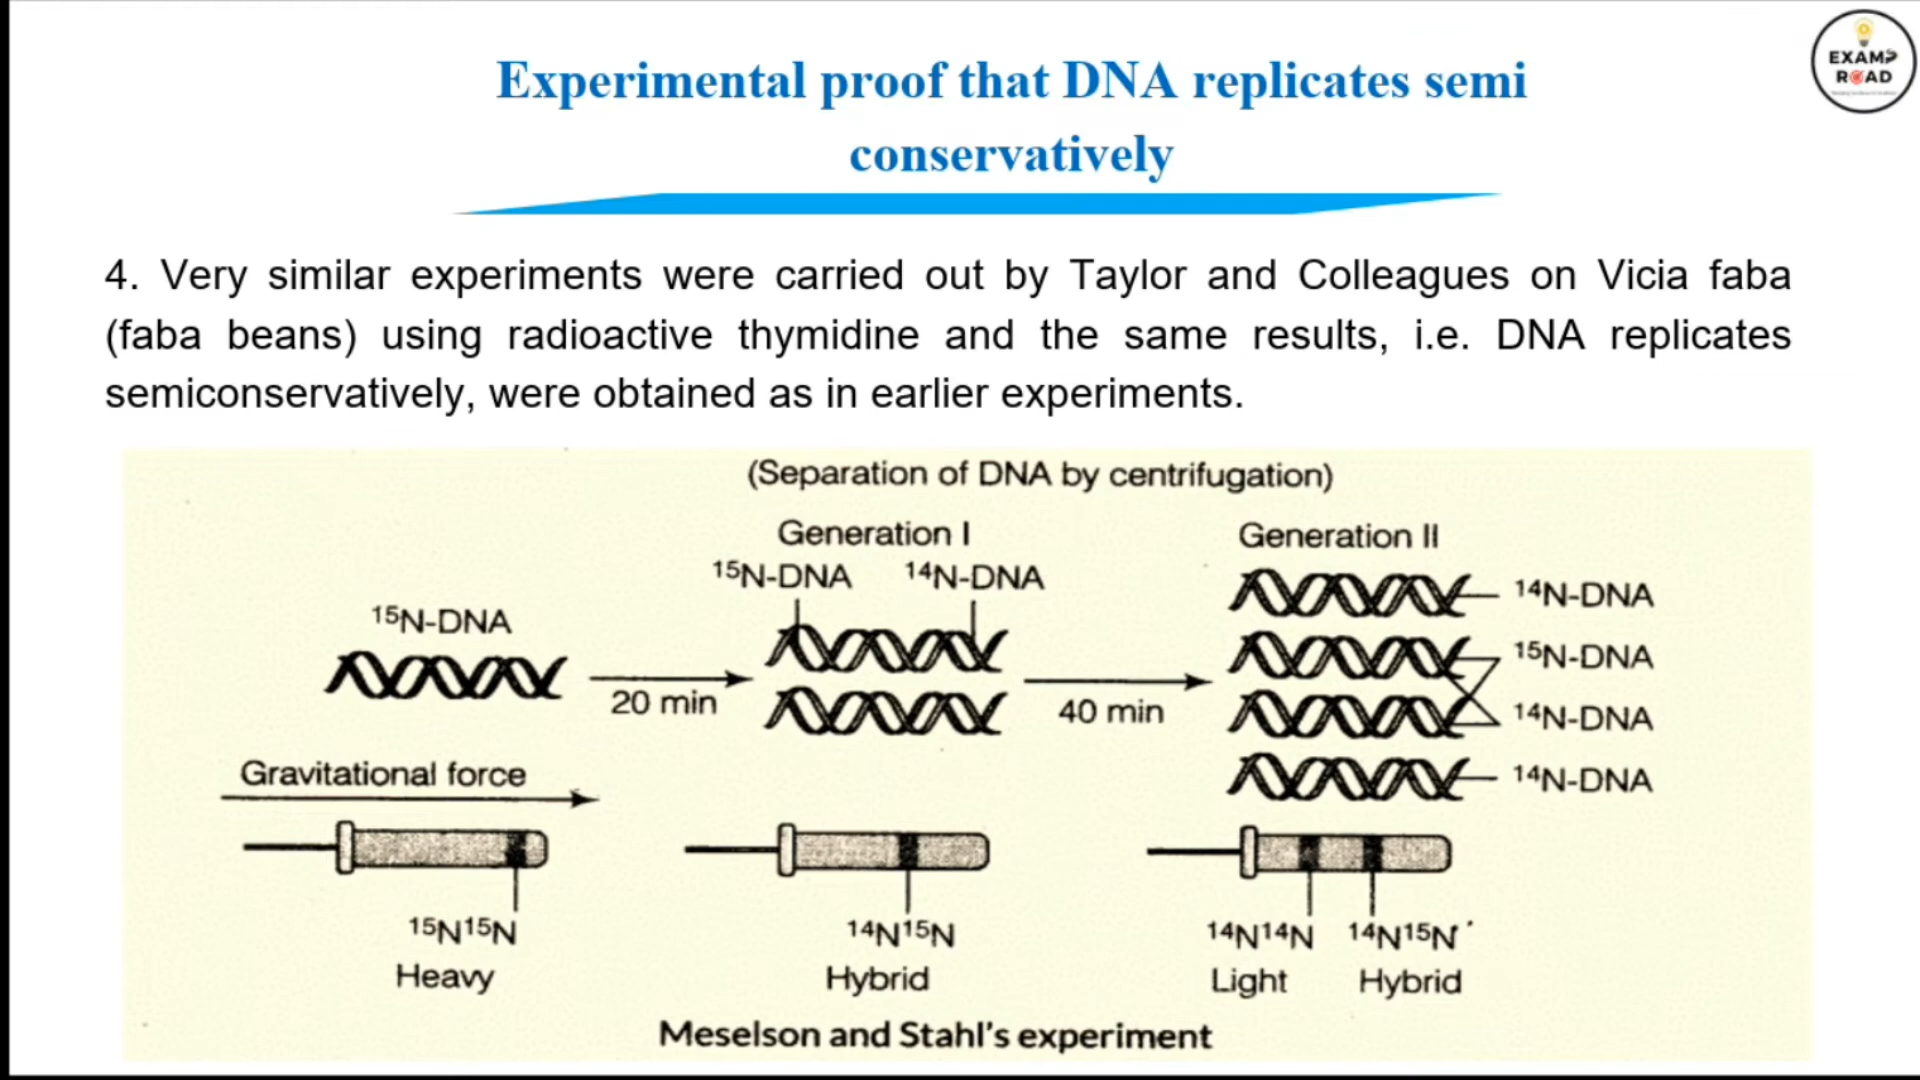 EXAM?
ROAD
Experimental proof that DNA replicates semi
conservatively
4. Very similar experiments were carried out by Taylor and Colleagues on Vicia faba
(faba beans) using radioactive thymidine and the same results, i.e. DNA replicates
semiconservatively, were obtained as in earlier experiments.
(Separation of DNA by centrifugation)
Generation I
Generation II
¹⁵N-DNA
¹⁵N-DNA ¹⁴N-DNA
¹⁴N-DNA
¹⁵N-DNA
¹⁴N-DNA
¹⁴N-DNA
20 min
40 min
Gravitational force
¹⁵N¹⁵N
Heavy
¹⁴N¹⁵N
Hybrid
¹⁴N¹⁴N ¹⁴N¹⁵N
Light Hybrid
Meselson and Stahl's experiment